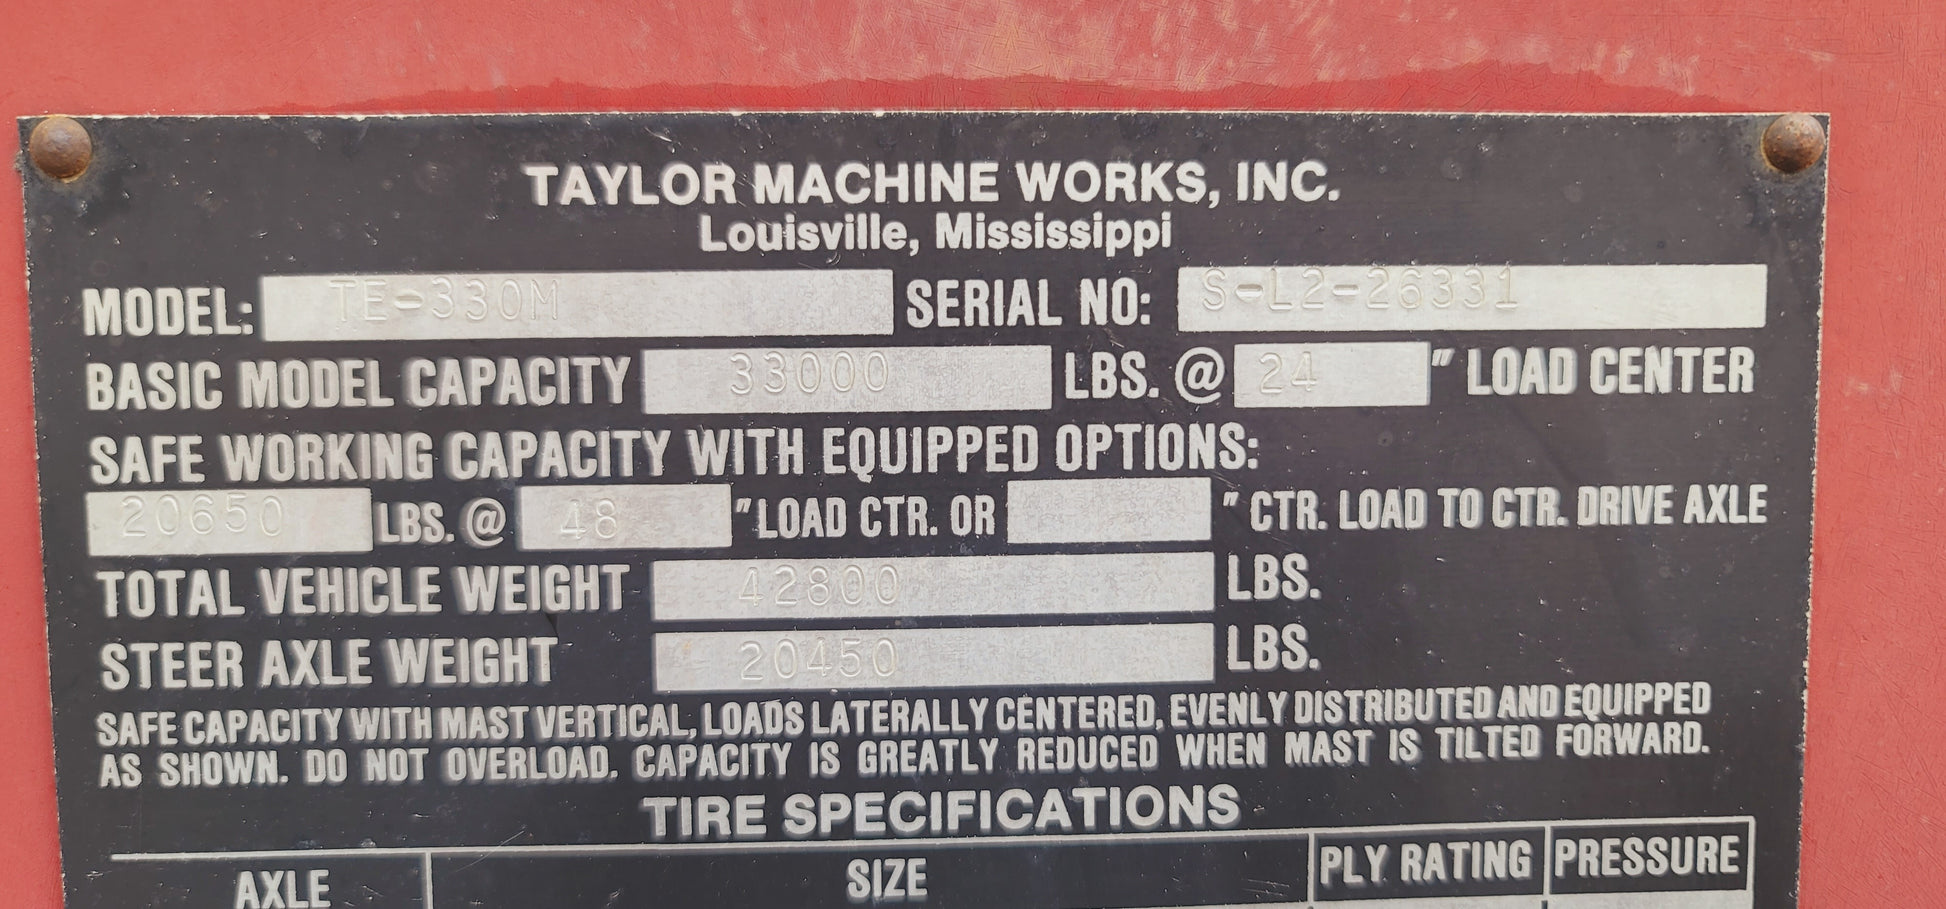 TAYLOR MACHINE WORKS, INC.
Louisville, Mississippi
MODEL: TE-330M SERIAL NO: S-L2-26331
BASIC MODEL CAPACITY 33000 LBS. @ 24 " LOAD CENTER
SAFE WORKING CAPACITY WITH EQUIPPED OPTIONS:
20650 LBS. @ 48 "LOAD CTR. OR " CTR. LOAD TO CTR. DRIVE AXLE
TOTAL VEHICLE WEIGHT 42800 LBS.
STEER AXLE WEIGHT 20450 LBS.
SAFE CAPACITY WITH MAST VERTICAL, LOADS LATERALLY CENTERED, EVENLY DISTRIBUTED AND EQUIPPED
AS SHOWN. DO NOT OVERLOAD. CAPACITY IS GREATLY REDUCED WHEN MAST IS TILTED FORWARD.
TIRE SPECIFICATIONS
AXLE SIZE PLY RATING PRESSURE